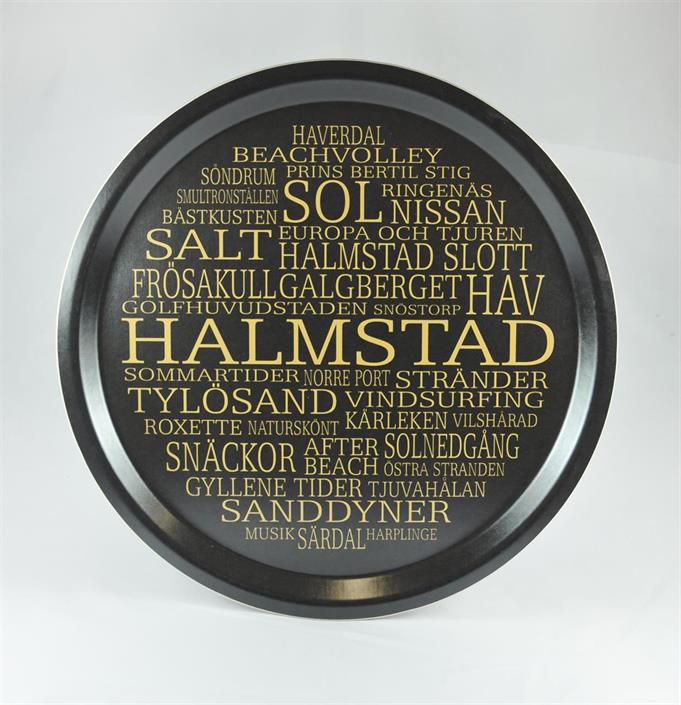 HAVERDAL
BEACHVOLLEY
SÖNDRUM PRINS BERTIL STIG
SMULTRONSTÄLLEN SOL RINGENÄS
BÄSTKUSTEN NISSAN
SALT EUROPA OCH TJUREN
HALMSTAD SLOTT
FRÖSAKULL GALGBERGET HAV
GOLFHUVUDSTADEN SNÖSTORP
HALMSTAD
SOMMARTIDER NORRE PORT STRÄNDER
TYLÖSAND VINDSURFING
ROXETTE NATURSKÖNT KÄRLEKEN VILSHÄRAD
SNÄCKOR AFTER BEACH SOLNEDGÅNG
ÖSTRA STRANDEN
GYLLENE TIDER TJUVAHÅLAN
SANDDYNER
MUSIK SÄRDAL HARPLINGE